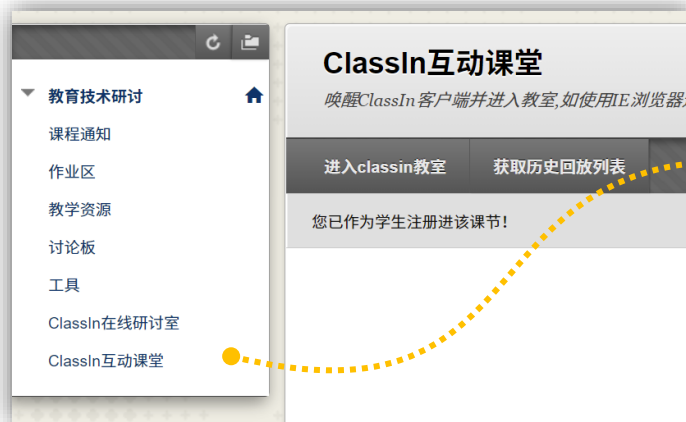 教育技术研讨
课程通知
作业区
教学资源
讨论板
工具
ClassIn在线研讨室
ClassIn互动课堂
ClassIn互动课堂
唤醒ClassIn客户端并进入教室,如使用IE浏览器
进入classin教室 获取历史回放列表
您已作为学生注册进该课节!